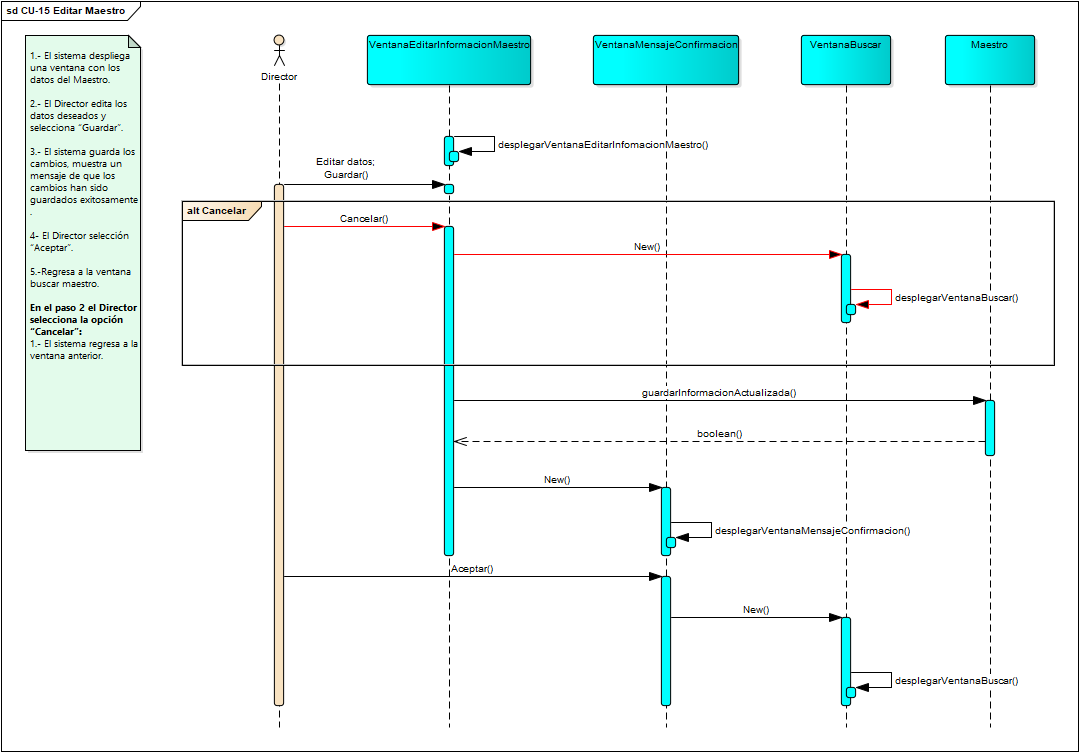 sd CU-15 Editar Maestro
1.- El sistema despliega
una ventana con los
datos del Maestro.
2.- El Director edita los
datos deseados y
selecciona “Guardar”.
3.- El sistema guarda los
cambios, muestra un
mensaje de que los
cambios han sido
guardados exitosamente
.
4- El Director selección
“Aceptar”.
5.-Regresa a la ventana
buscar maestro.
En el paso 2 el Director
selecciona la opción
“Cancelar”:
1.- El sistema regresa a la
ventana anterior.
Director
VentanaEditarInformacionMaestro
VentanaMensajeConfirmacion
VentanaBuscar
Maestro
desplegarVentanaEditarInfomacionMaestro()
Editar datos;
Guardar()
alt Cancelar
Cancelar()
New()
desplegarVentanaBuscar()
guardarInformacionActualizada()
boolean()
New()
desplegarVentanaMensajeConfirmacion()
Aceptar()
New()
desplegarVentanaBuscar()